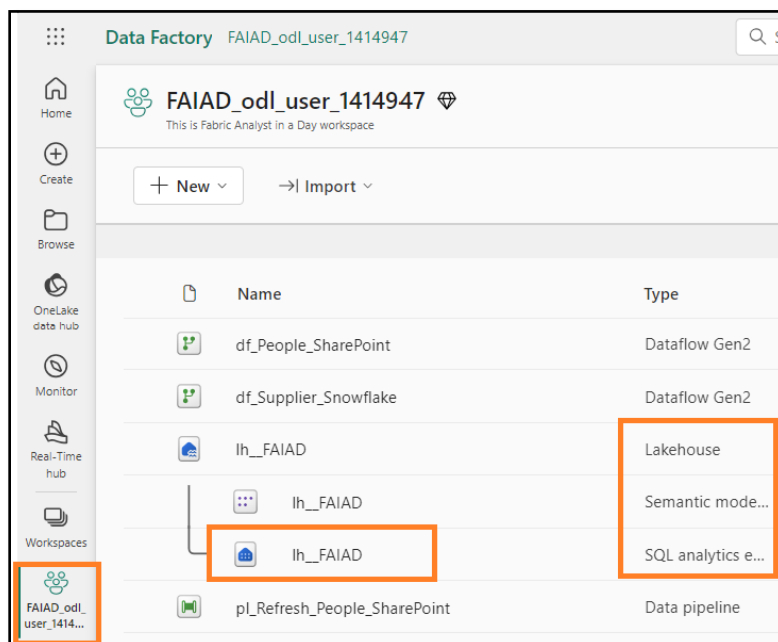 Data Factory FAIAD_odl_user_1414947
FAIAD_odl_user_1414947
This is Fabric Analyst in a Day workspace
Home
Create
Browse
OneLake
data hub
Monitor
Real-Time
hub
Workspaces
FAIAD_odl_
user_1414...
New
Import
Name Type
df_People_SharePoint Dataflow Gen2
df_Supplier_Snowflake Dataflow Gen2
lh__FAIAD Lakehouse
lh__FAIAD Semantic mode...
lh__FAIAD SQL analytics e...
pl_Refresh_People_SharePoint Data pipeline